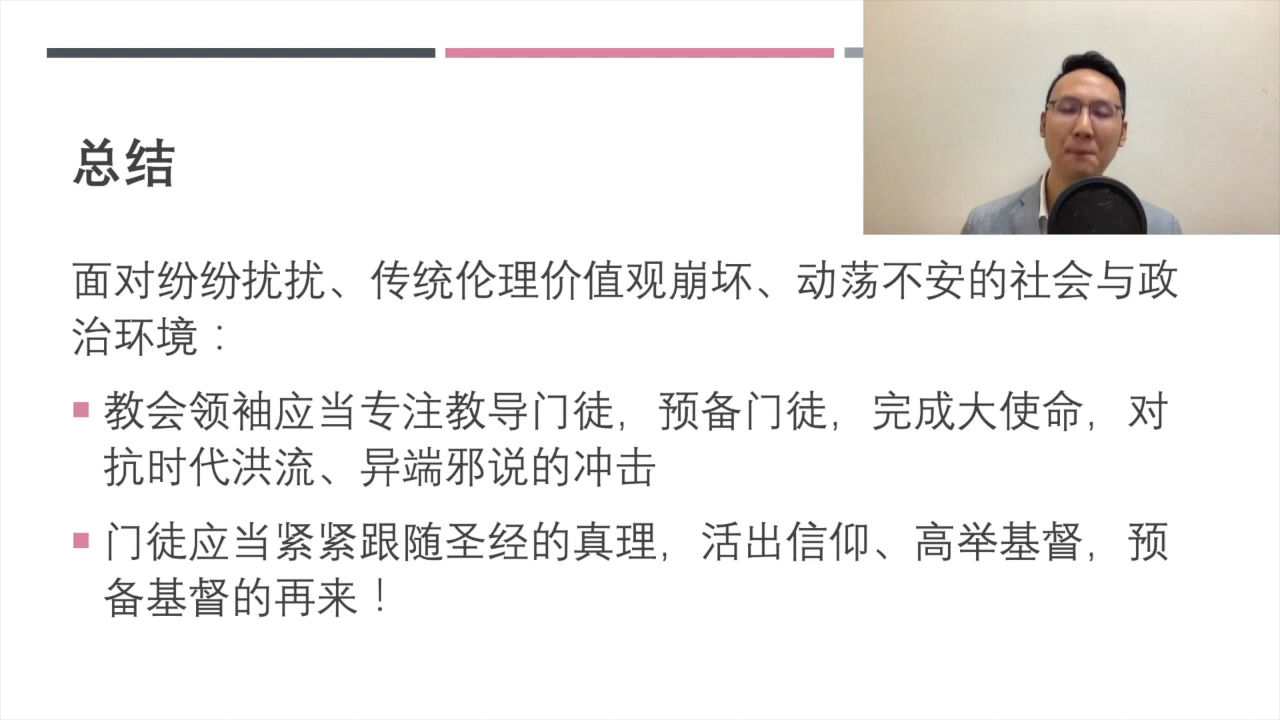 总结
面对纷纷扰扰、传统伦理价值观崩坏、动荡不安的社会与政
治环境：
教会领袖应当专注教导门徒，预备门徒，完成大使命，对
抗时代洪流、异端邪说的冲击
门徒应当紧紧跟随圣经的真理，活出信仰、高举基督，预
备基督的再来！